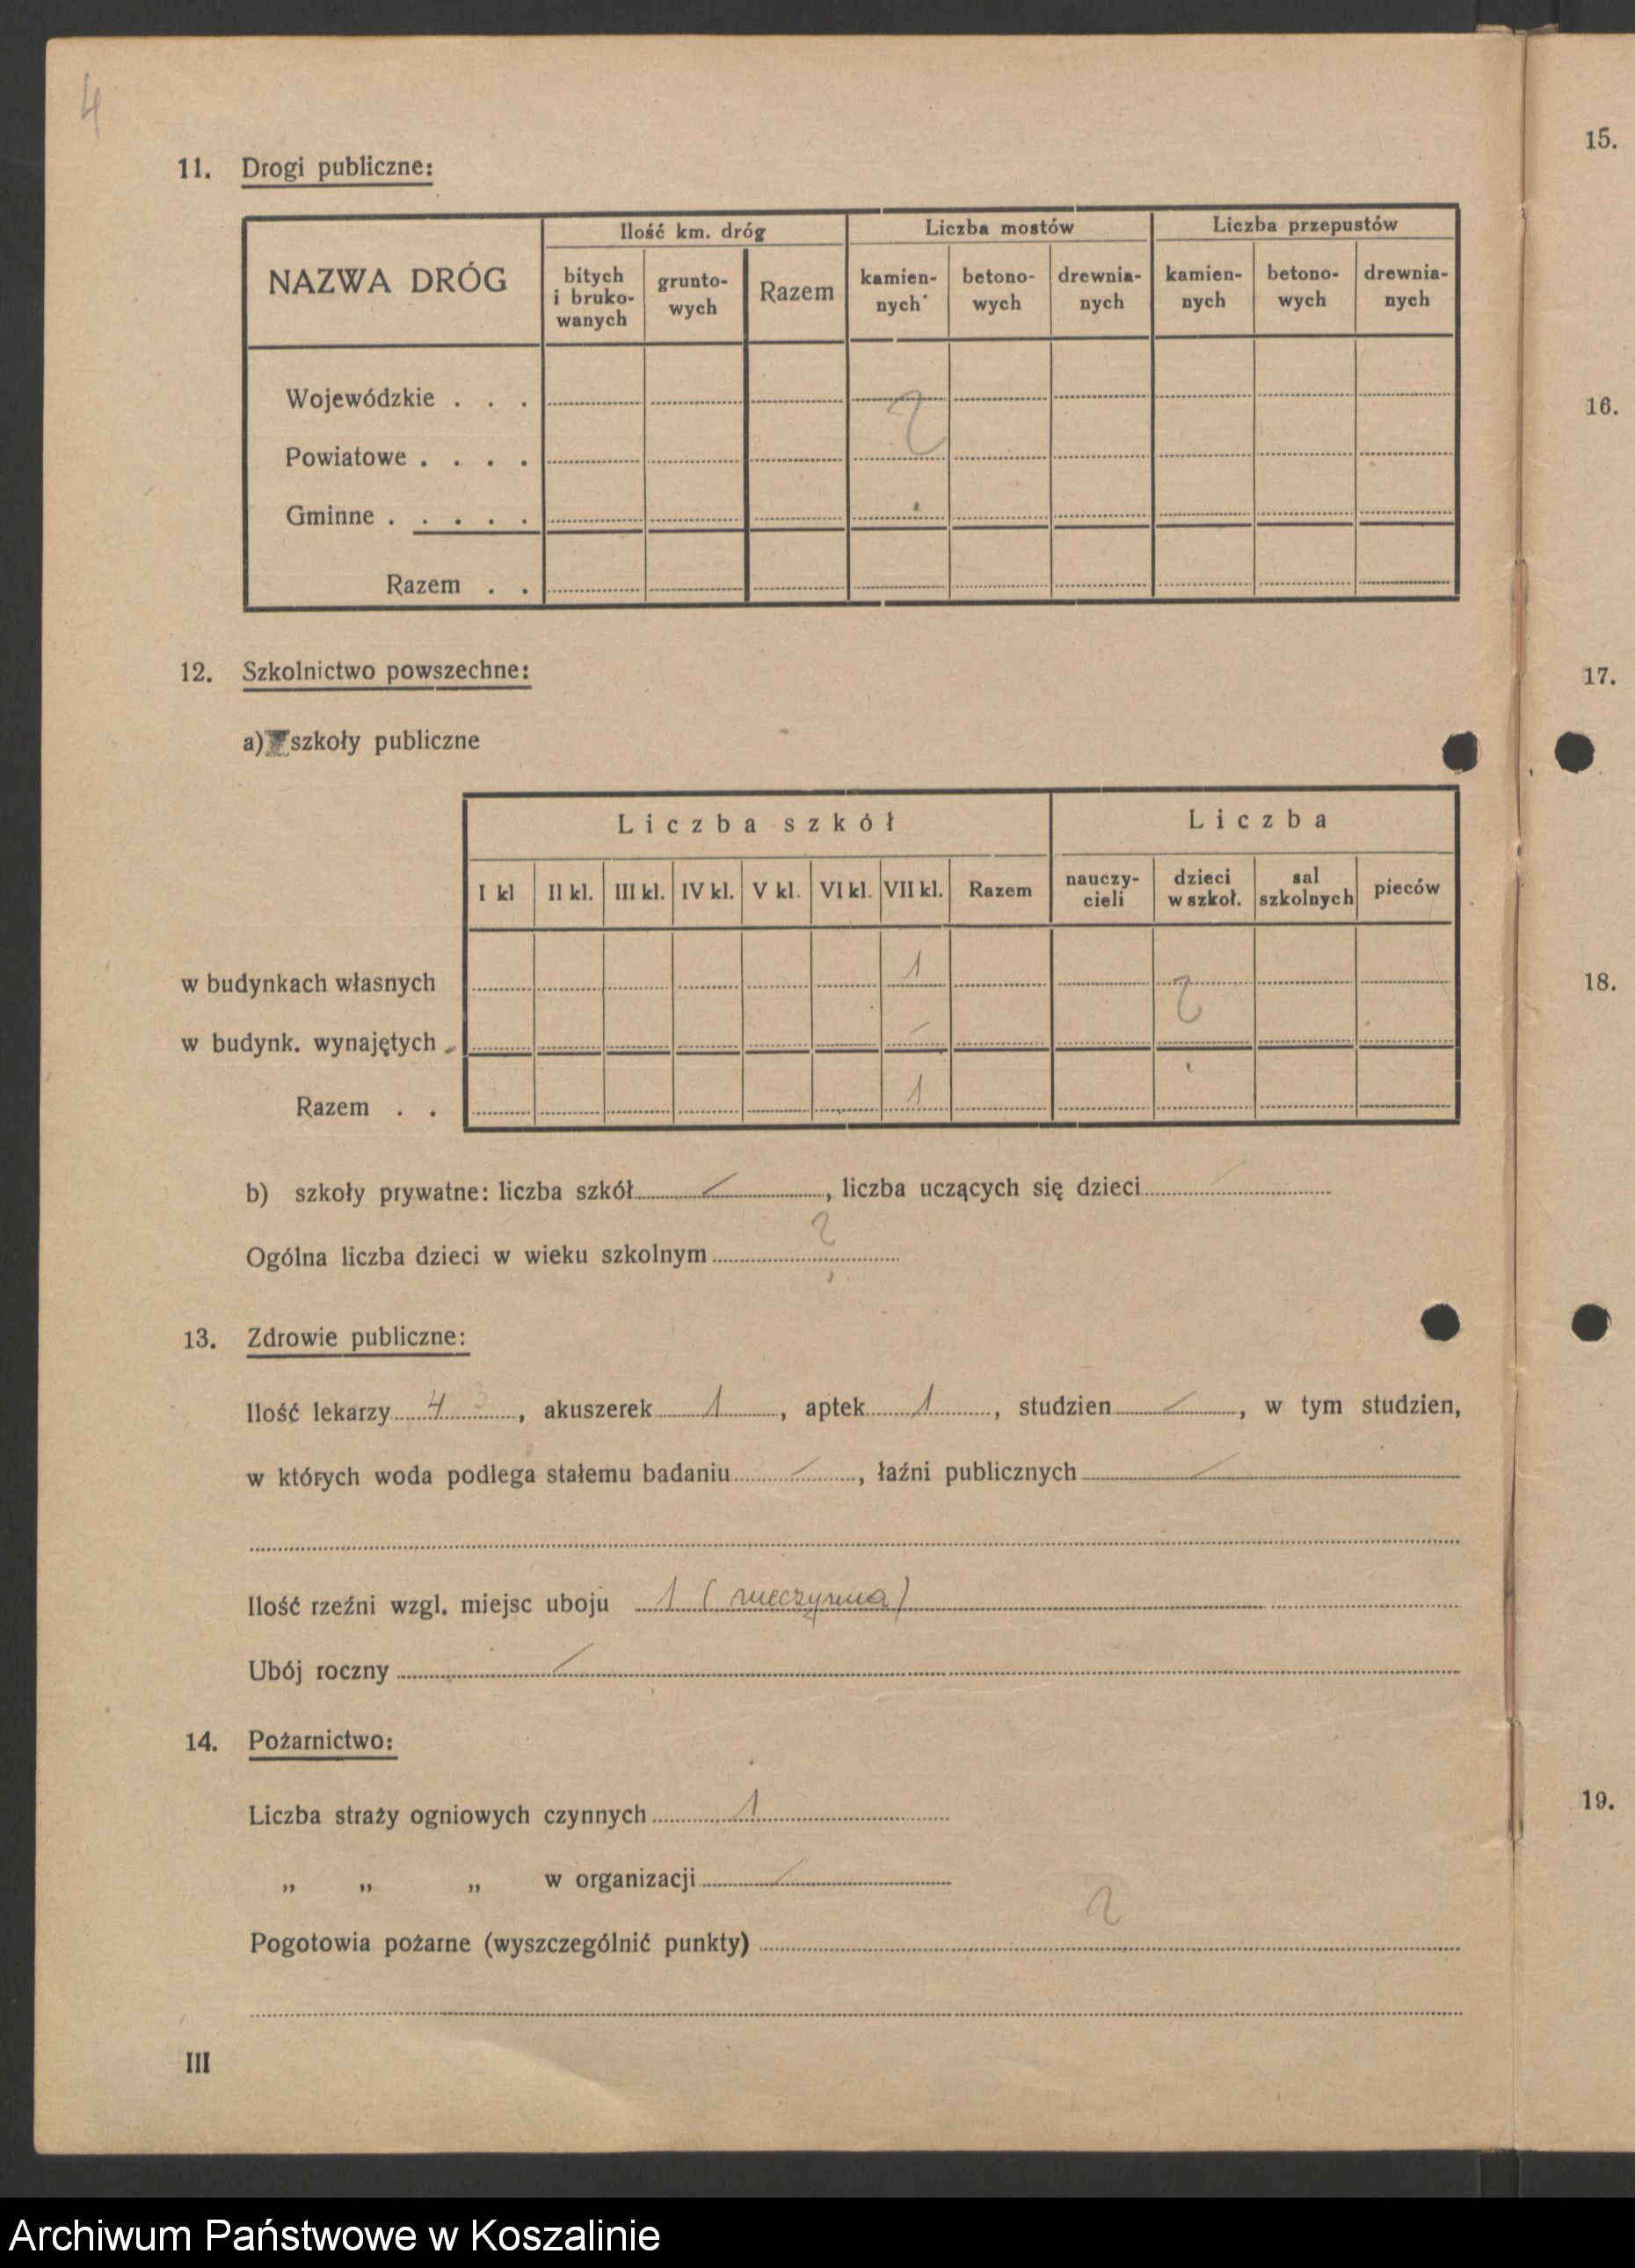 4
11. Drogi publiczne:
NAZWA DRÓG
Ilość km. dróg
Liczba mostów
Liczba przepustów
bitych i bruko- wanych
grunto- wych
Razem
kamien- nych
betono- wych
drewnia- nych
kamien- nych
betono- wych
drewnia- nych
Wojewódzkie . . .
?
Powiatowe . . . .
Gminne . . . . .
Razem . .
12. Szkolnictwo powszechne:
a) szkoły publiczne
Liczba szkół
Liczba
I kl
II kl.
III kl.
IV kl.
V kl.
VI kl.
VII kl.
Razem
nauczy- cieli
dzieci w szkoł.
sal szkolnych
pieców
w budynkach własnych 1 ?
w budynk. wynajętych /
Razem . . 1
b) szkoły prywatne: liczba szkół / , liczba uczących się dzieci /
Ogólna liczba dzieci w wieku szkolnym ?
13. Zdrowie publiczne:
Ilość lekarzy 4 3, akuszerek 1, aptek 1, studzien /, w tym studzien,
w których woda podlega stałemu badaniu /, łaźni publicznych /
Ilość rzeźni wzgl. miejsc uboju 1 (nieczynna)
Ubój roczny /
14. Pożarnictwo:
Liczba straży ogniowych czynnych 1
„ „ „ w organizacji /
Pogotowia pożarne (wyszczególnić punkty) ?
III
15.
16.
17.
18.
19.
Archiwum Państwowe w Koszalinie